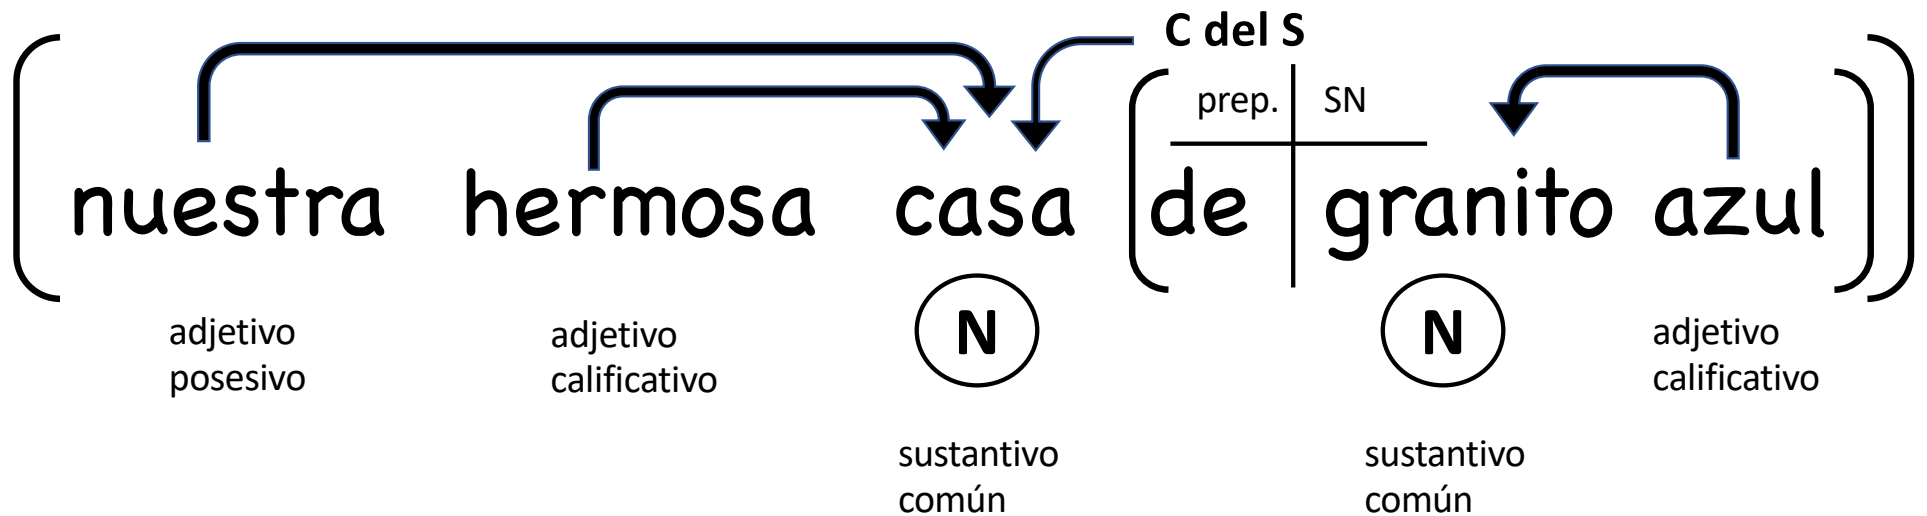 C del S
prep. SN
nuestra hermosa casa de granito azul
N N
adjetivo posesivo
adjetivo calificativo
adjetivo calificativo
sustantivo común
sustantivo común